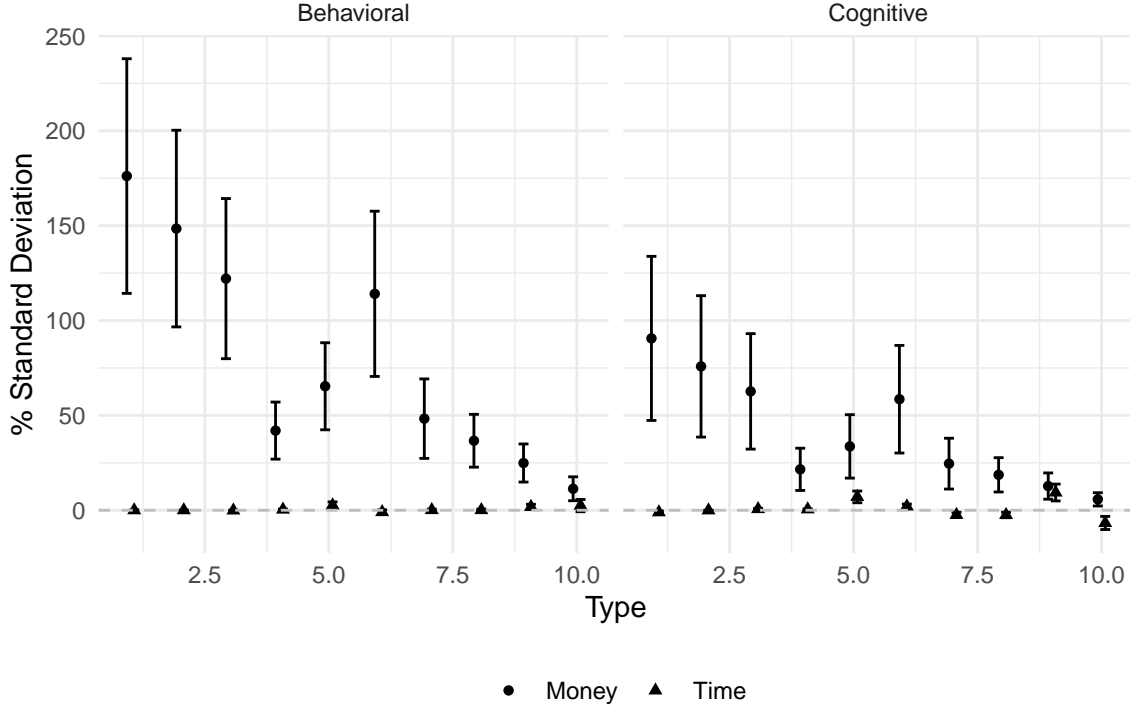 Behavioral Cognitive
250
200
150
100
50
0
% Standard Deviation
2.5 5.0 7.5 10.0 2.5 5.0 7.5 10.0
Type
Money Time